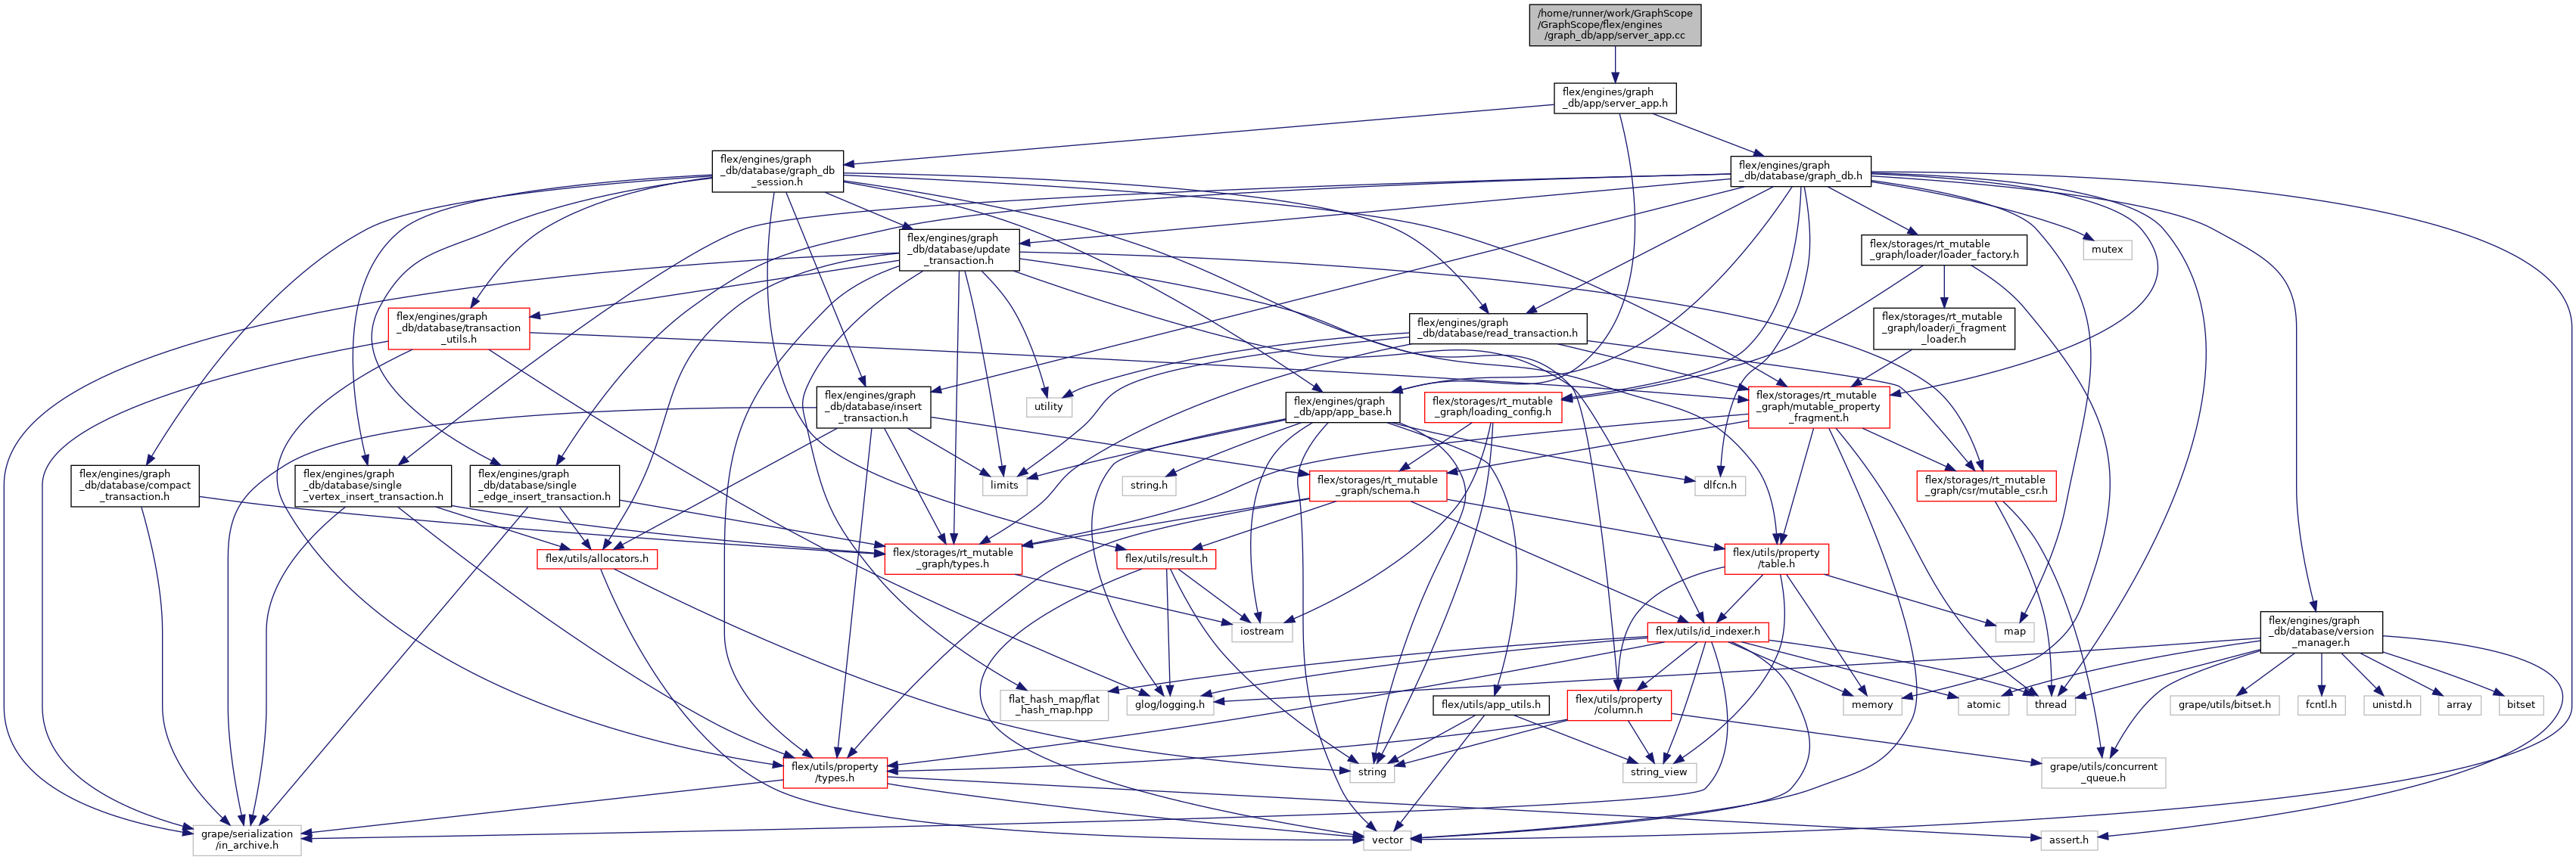 /home/runner/work/GraphScope
/GraphScope/flex/engines
/graph_db/app/server_app.cc
flex/engines/graph
_db/app/server_app.h
flex/engines/graph
_db/database/graph_db
_session.h
flex/engines/graph
_db/database/graph_db.h
flex/engines/graph
_db/database/update
_transaction.h
flex/storages/rt_mutable
_graph/loader/loader_factory.h
mutex
flex/engines/graph
_db/database/transaction
_utils.h
flex/engines/graph
_db/database/read_transaction.h
flex/storages/rt_mutable
_graph/loader/i_fragment
_loader.h
flex/engines/graph
_db/database/insert
_transaction.h
utility
flex/engines/graph
_db/app/app_base.h
flex/storages/rt_mutable
_graph/loading_config.h
flex/storages/rt_mutable
_graph/mutable_property
_fragment.h
flex/engines/graph
_db/database/compact
_transaction.h
flex/engines/graph
_db/database/single
_vertex_insert_transaction.h
flex/engines/graph
_db/database/single
_edge_insert_transaction.h
limits
string.h
flex/storages/rt_mutable
_graph/schema.h
dlfcn.h
flex/storages/rt_mutable
_graph/csr/mutable_csr.h
flex/utils/allocators.h
flex/storages/rt_mutable
_graph/types.h
flex/utils/result.h
flex/utils/property
/table.h
iostream
flex/utils/id_indexer.h
map
flex/engines/graph
_db/database/version
_manager.h
flat_hash_map/flat
_hash_map.hpp
glog/logging.h
flex/utils/app_utils.h
flex/utils/property
/column.h
memory
atomic
thread
grape/utils/bitset.h
fcntl.h
unistd.h
array
bitset
flex/utils/property
/types.h
string
string_view
grape/utils/concurrent
_queue.h
grape/serialization
/in_archive.h
vector
assert.h